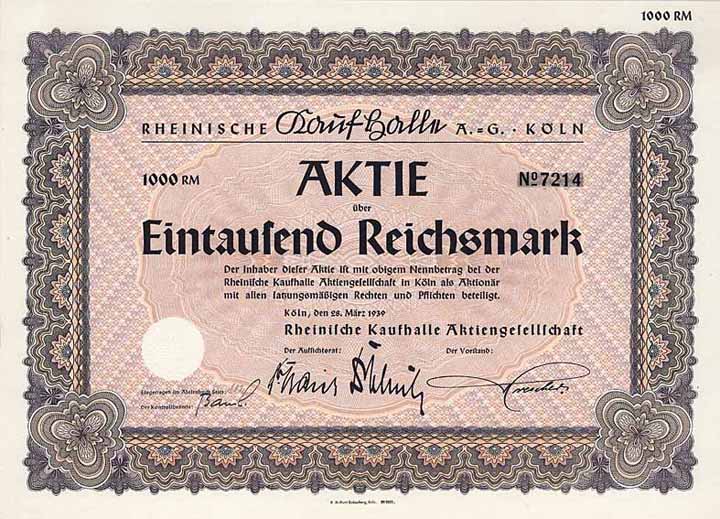 1000 RM
RHEINISCHE Kaufhalle A.=G. · KÖLN
AKTIE
1000 RM
№ 7214
über
Eintauſend Reichsmark
Der Inhaber dieſer Aktie iſt mit obigem Nennbetrag bei der
Rheiniſche Kaufhalle Aktiengeſellſchaft in Köln als Aktionär
mit allen ſatzungsmäßigen Rechten und Pflichten beteiligt.
Köln, den 28. März 1939
Rheiniſche Kaufhalle Aktiengeſellſchaft
Der Aufſichtsrat:
Der Vorſtand:
Eingetragen im Aktienbuch Seite
Der Kontrollbeamte: